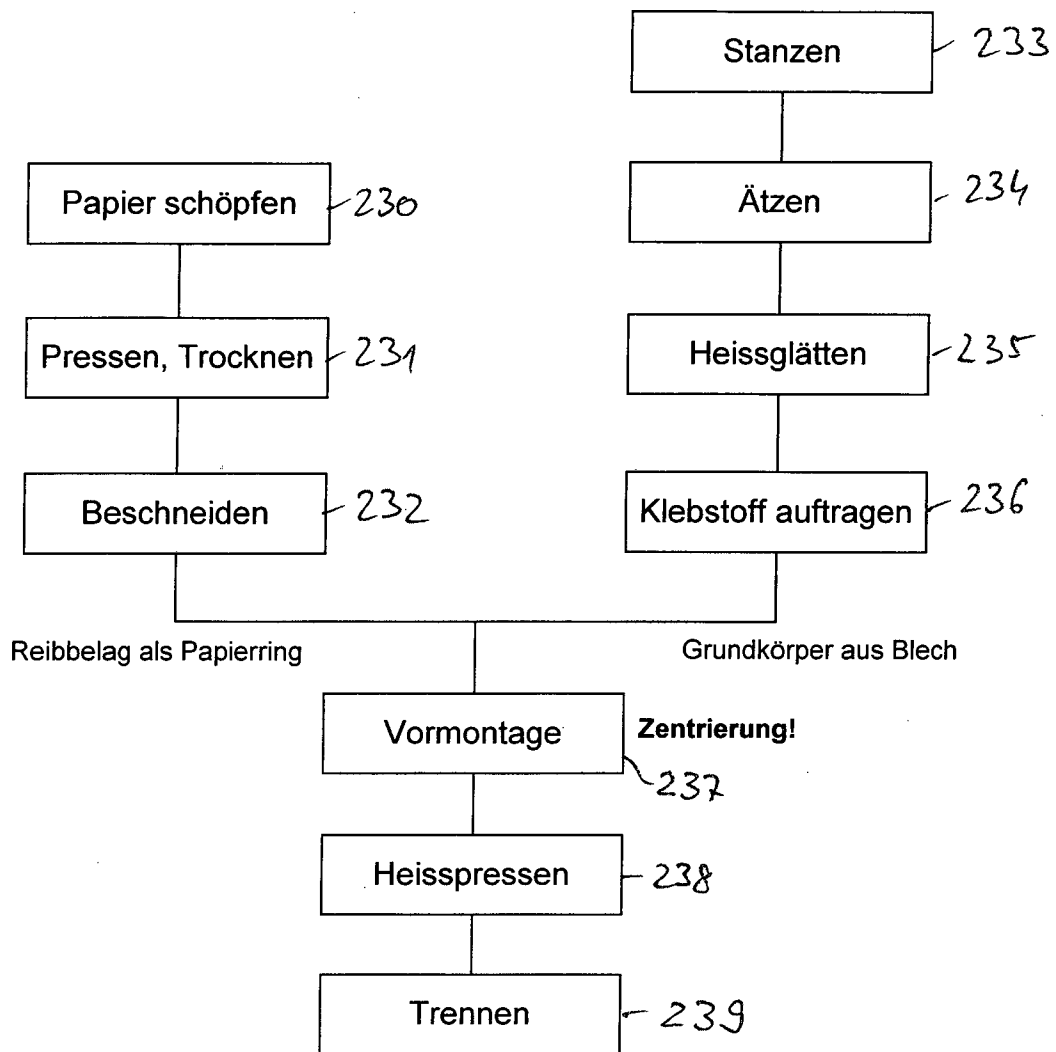 Stanzen 233
Papier schöpfen 230
Ätzen 234
Pressen, Trocknen 231
Heissglätten 235
Beschneiden 232
Klebstoff auftragen 236
Reibbelag als Papierring
Grundkörper aus Blech
Vormontage
Zentrierung!
237
Heisspressen 238
Trennen 239